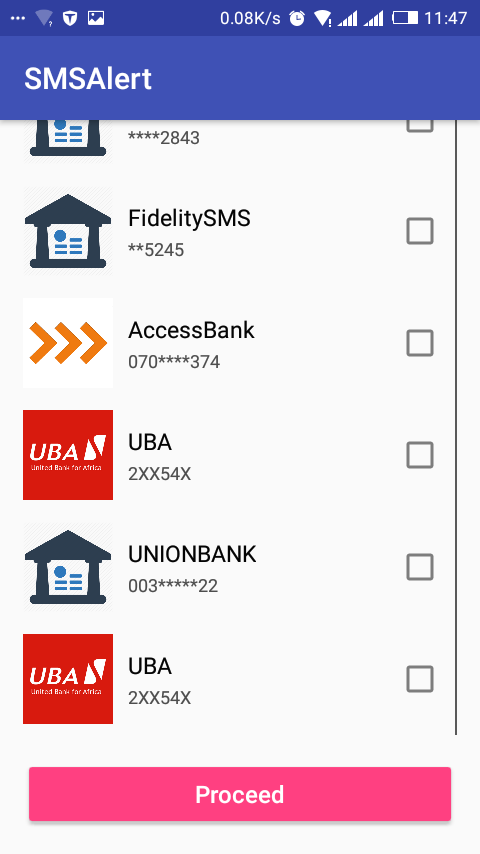 0.08K/s 11:47
SMSAlert
****2843
FidelitySMS
**5245
AccessBank
070****374
UBA
United Bank for Africa
UBA
2XX54X
UNIONBANK
003*****22
UBA
United Bank for Africa
UBA
2XX54X
Proceed